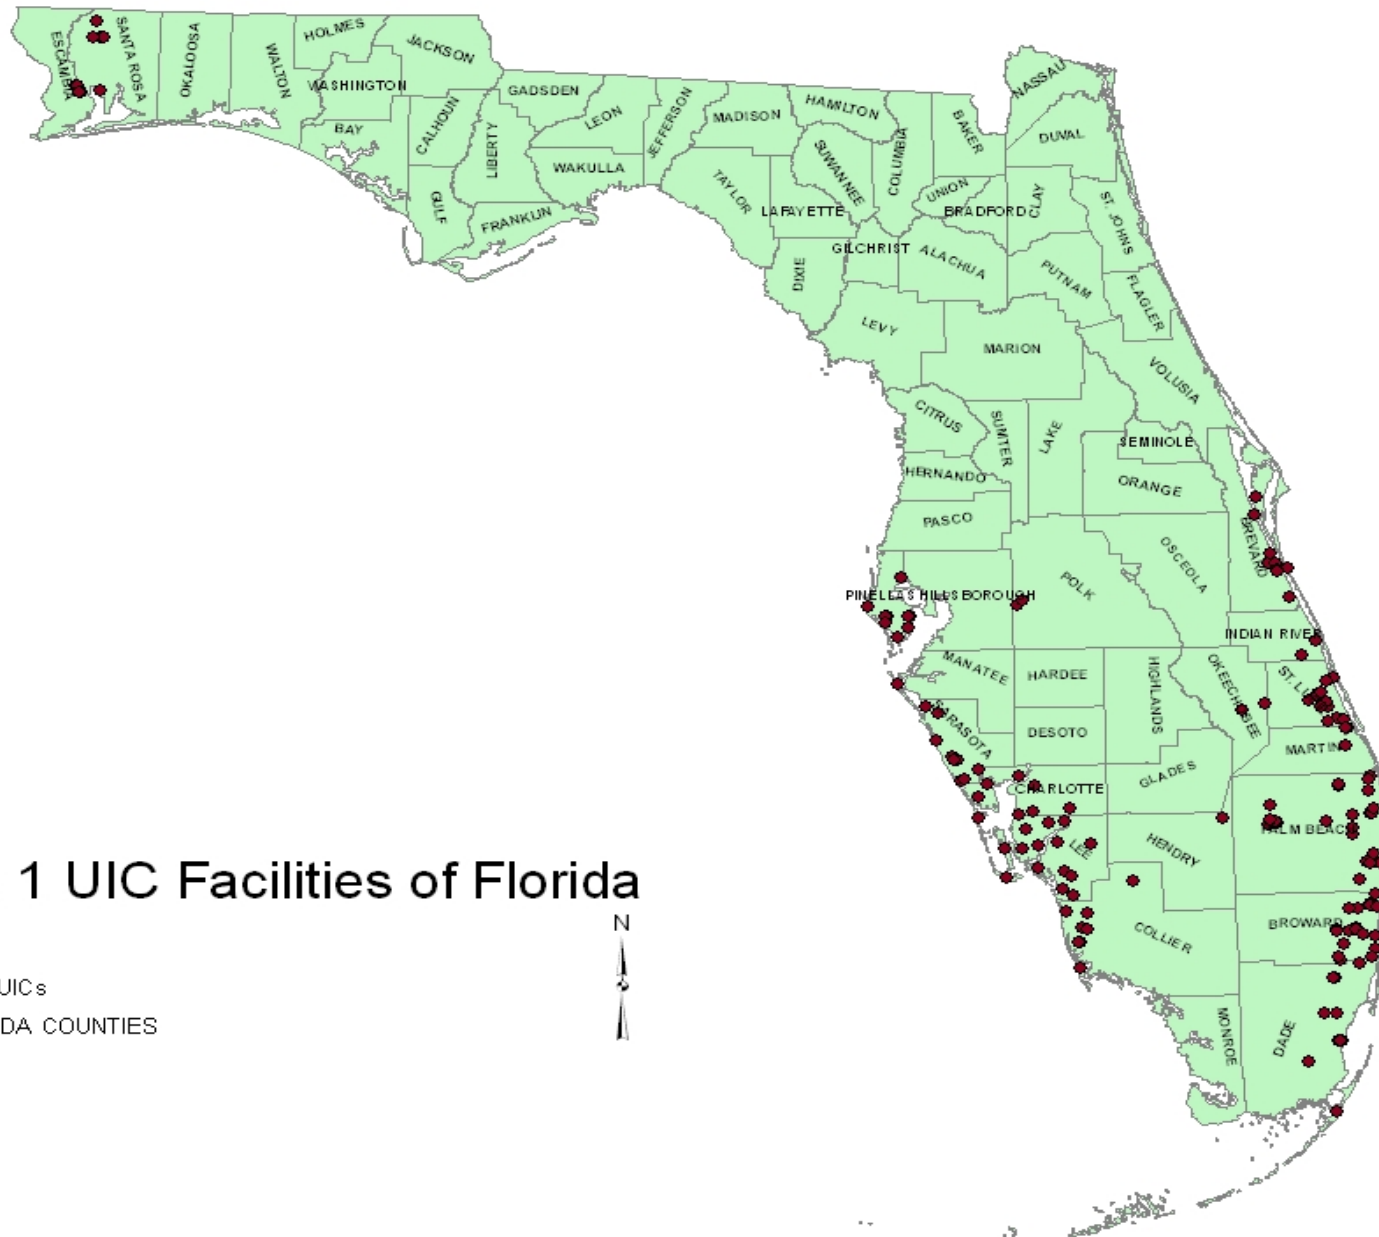 HOLMES
JACKSON
ESCAMBIA
SANTA ROSA
OKALOOSA
WALTON
WASHINGTON
BAY
CALHOUN
GULF
LIBERTY
GADSDEN
LEON
WAKULLA
FRANKLIN
JEFFERSON
MADISON
TAYLOR
HAMILTON
SUWANNEE
LAFAYETTE
DIXIE
COLUMBIA
BAKER
NASSAU
DUVAL
UNION
BRADFORD
CLAY
ST. JOHNS
GILCHRIST
ALACHUA
PUTNAM
FLAGLER
LEVY
MARION
VOLUSIA
CITRUS
SUMTER
LAKE
SEMINOLE
HERNANDO
ORANGE
PASCO
BREVARD
OSCEOLA
PINELLAS
HILLSBOROUGH
POLK
INDIAN RIVER
MANATEE
HARDEE
HIGHLANDS
OKEECHOBEE
ST. LU
SARASOTA
DESOTO
MARTIN
CHARLOTTE
GLADES
LEE
HENDRY
PALM BEACH
COLLIER
BROWARD
MONROE
DADE
1 UIC Facilities of Florida
N
UICs
DA COUNTIES